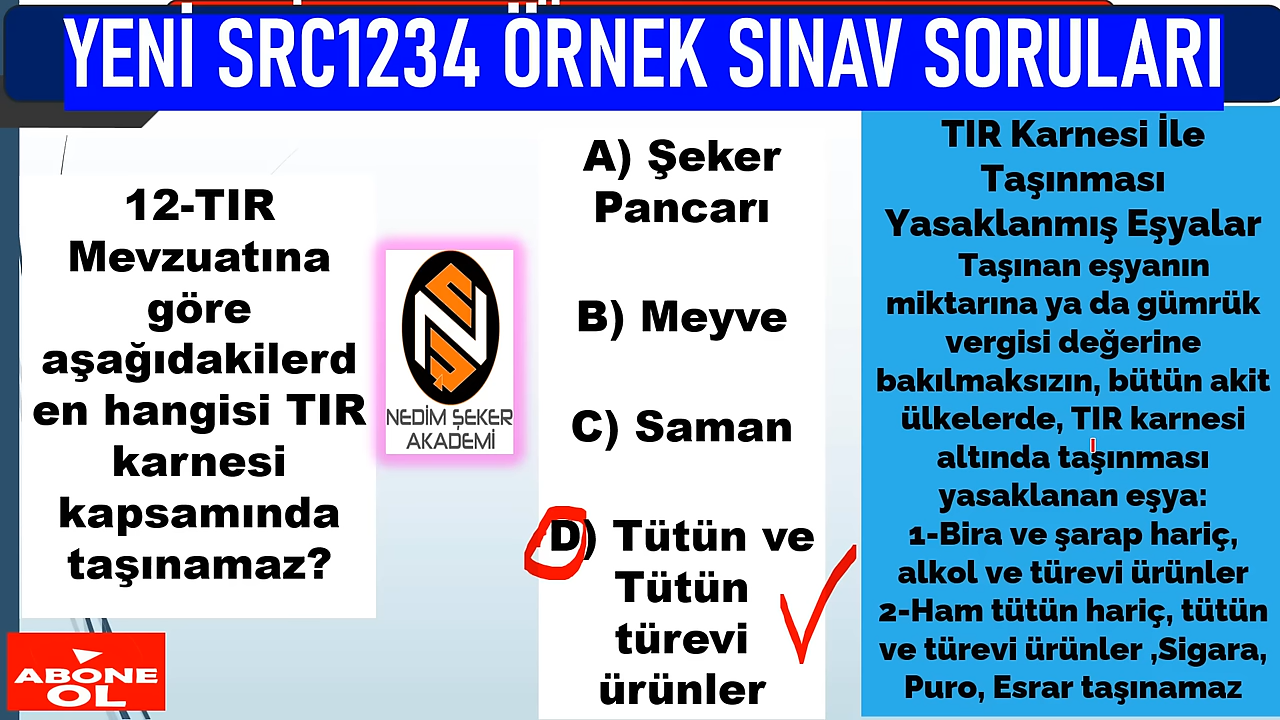 YENİ SRC1234 ÖRNEK SINAV SORULARI
12-TIR
Mevzuatına
göre
aşağıdakilerd
en hangisi TIR
karnesi
kapsamında
taşınamaz?
NEDİM ŞEKER
AKADEMİ
ABONE
OL
A) Şeker
Pancarı
B) Meyve
C) Saman
D) Tütün ve
Tütün
türevi
ürünler
TIR Karnesi İle
Taşınması
Yasaklanmış Eşyalar
Taşınan eşyanın
miktarına ya da gümrük
vergisi değerine
bakılmaksızın, bütün akit
ülkelerde, TIR karnesi
altında taşınması
yasaklanan eşya:
1-Bira ve şarap hariç,
alkol ve türevi ürünler
2-Ham tütün hariç, tütün
ve türevi ürünler ,Sigara,
Puro, Esrar taşınamaz